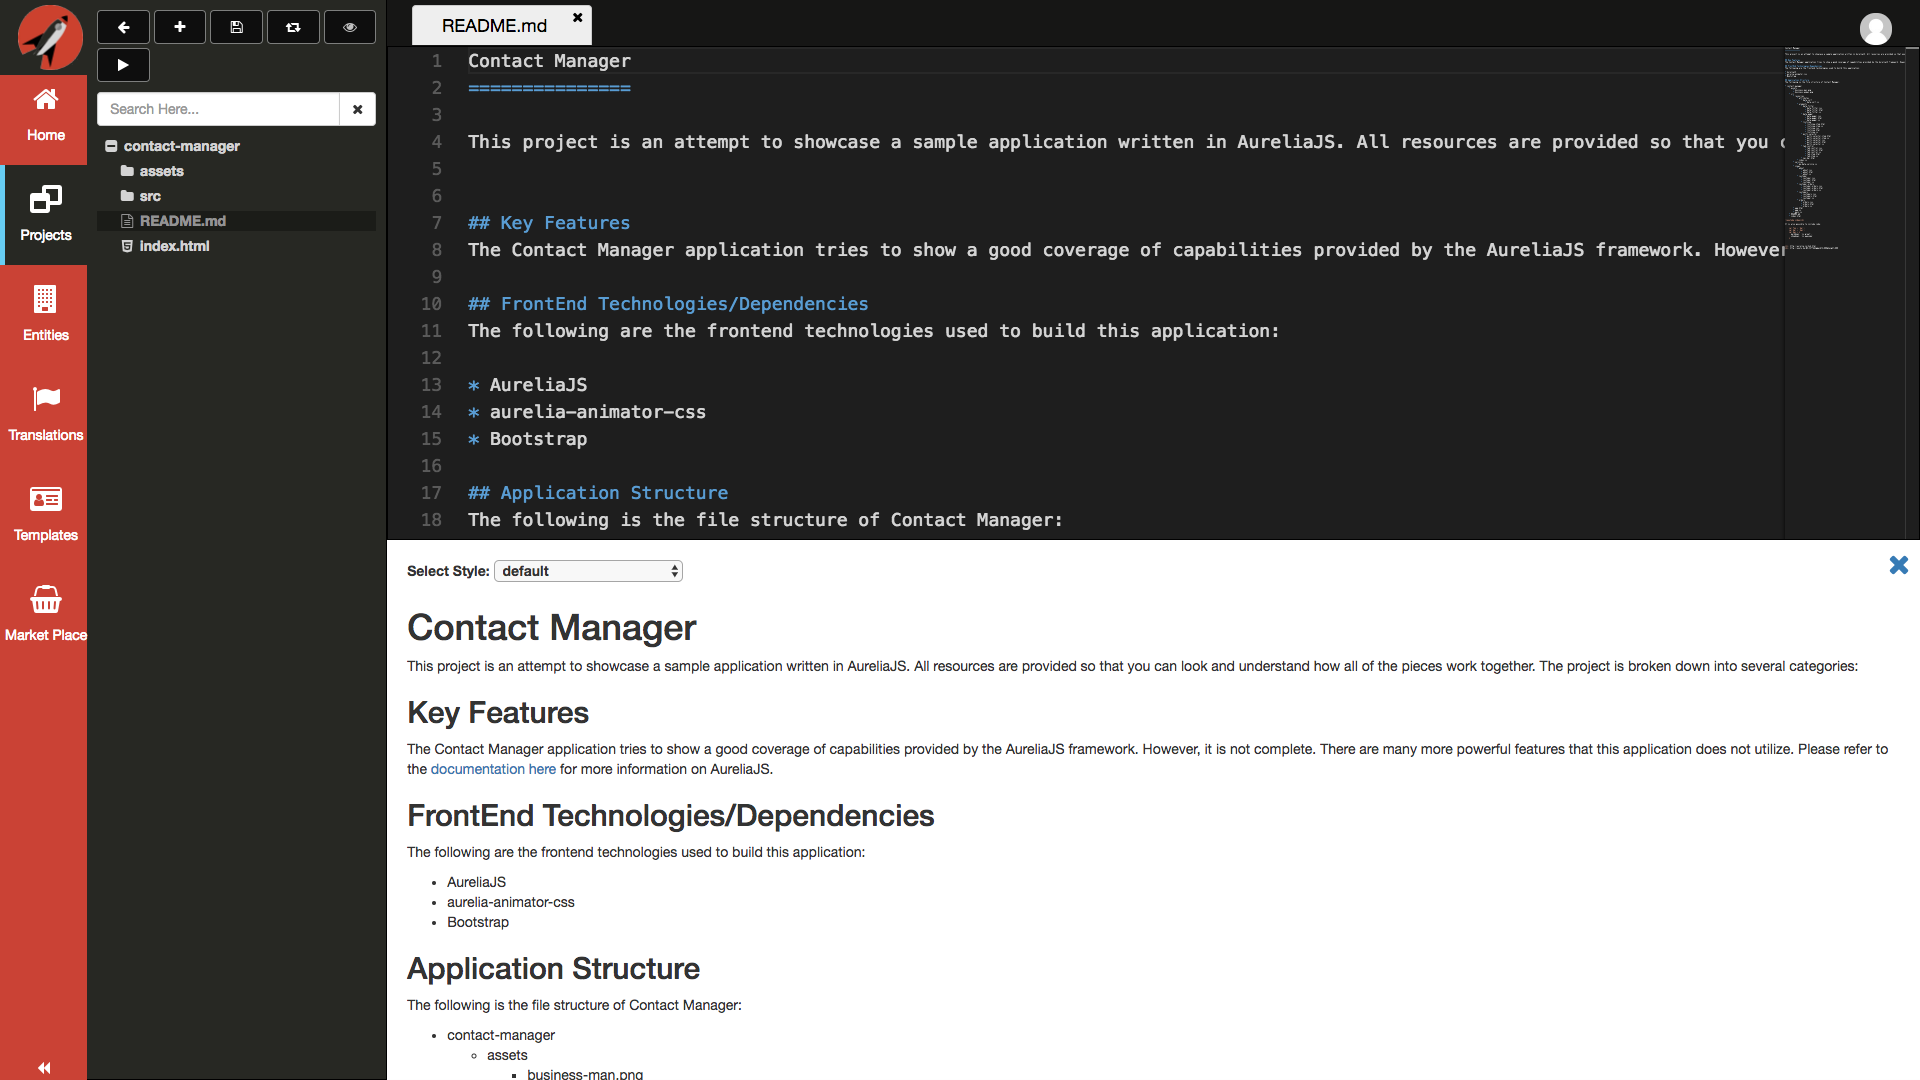 README.md
Home
Projects
Entities
Translations
Templates
Market Place
Search Here...
contact-manager
assets
src
README.md
index.html
1 Contact Manager
2 ===============
3
4 This project is an attempt to showcase a sample application written in AureliaJS. All resources are provided so that you
5
6
7 ## Key Features
8 The Contact Manager application tries to show a good coverage of capabilities provided by the AureliaJS framework. However
9
10 ## FrontEnd Technologies/Dependencies
11 The following are the frontend technologies used to build this application:
12
13 * AureliaJS
14 * aurelia-animator-css
15 * Bootstrap
16
17 ## Application Structure
18 The following is the file structure of Contact Manager:
Select Style: default
Contact Manager
This project is an attempt to showcase a sample application written in AureliaJS. All resources are provided so that you can look and understand how all of the pieces work together. The project is broken down into several categories:
Key Features
The Contact Manager application tries to show a good coverage of capabilities provided by the AureliaJS framework. However, it is not complete. There are many more powerful features that this application does not utilize. Please refer to
the documentation here for more information on AureliaJS.
FrontEnd Technologies/Dependencies
The following are the frontend technologies used to build this application:
• AureliaJS
• aurelia-animator-css
• Bootstrap
Application Structure
The following is the file structure of Contact Manager:
• contact-manager
◦ assets
▪ business-man.png